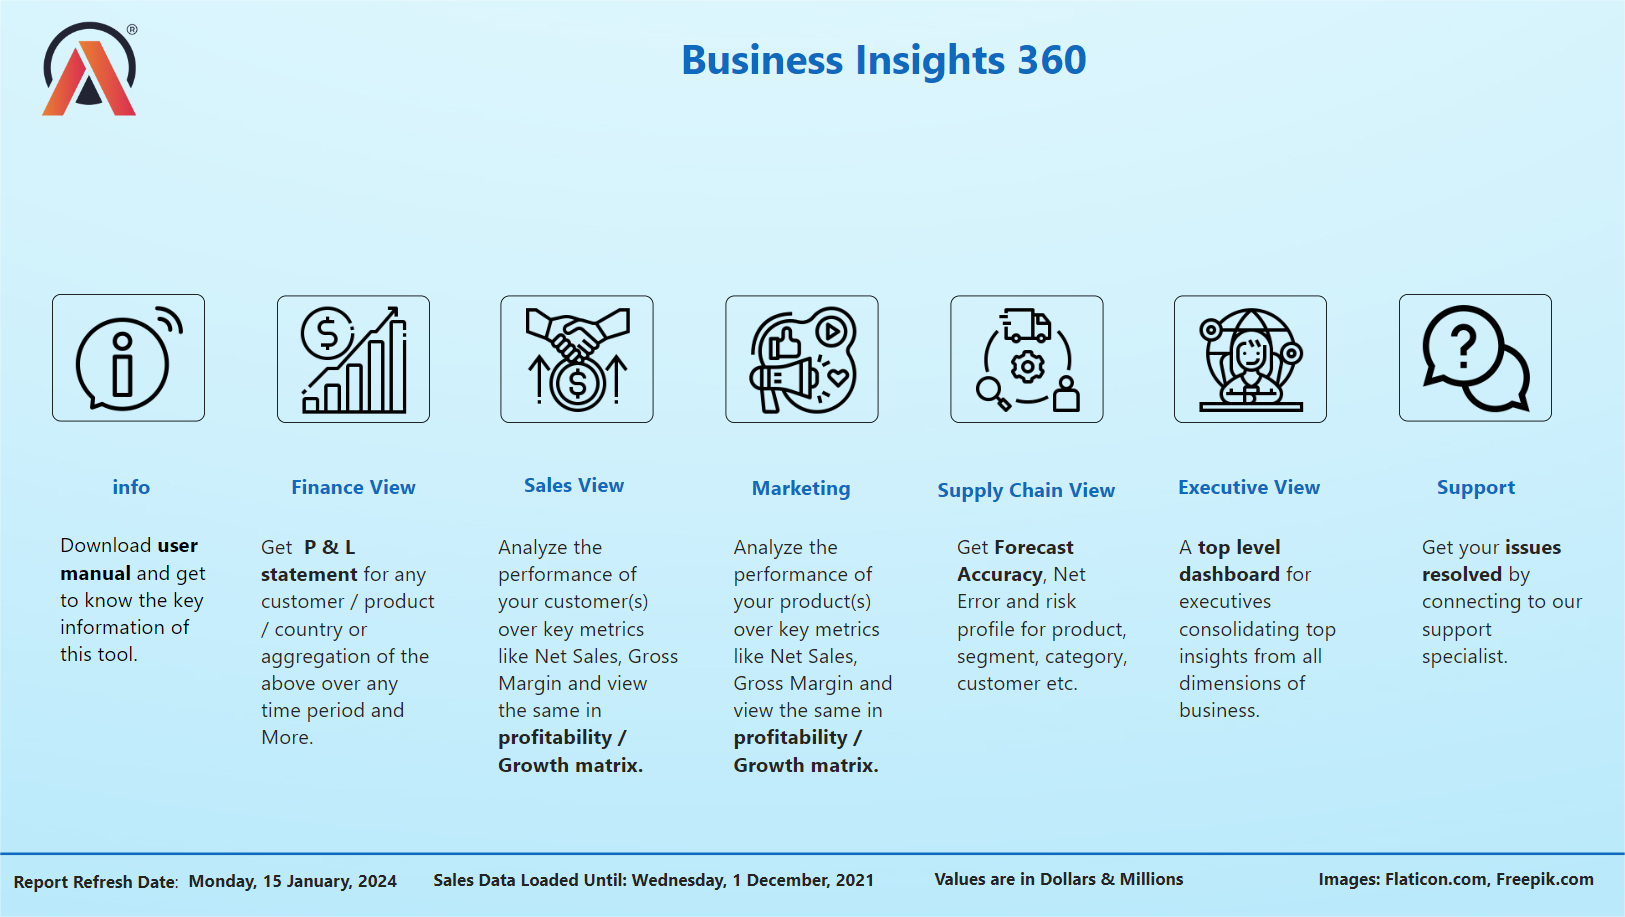 ®
Business Insights 360
info
Download user
manual and get
to know the key
information of
this tool.
Finance View
Get  P & L
statement for any
customer / product
/ country or
aggregation of the
above over any
time period and
More.
Sales View
Analyze the
performance of
your customer(s)
over key metrics
like Net Sales, Gross
Margin and view
the same in
profitability /
Growth matrix.
Marketing
Analyze the
performance of
your product(s)
over key metrics
like Net Sales,
Gross Margin and
view the same in
profitability /
Growth matrix.
Supply Chain View
Get Forecast
Accuracy, Net
Error and risk
profile for product,
segment, category,
customer etc.
Executive View
A top level
dashboard for
executives
consolidating top
insights from all
dimensions of
business.
Support
Get your issues
resolved by
connecting to our
support
specialist.
Report Refresh Date:  Monday, 15 January, 2024
Sales Data Loaded Until: Wednesday, 1 December, 2021
Values are in Dollars & Millions
Images: Flaticon.com, Freepik.com